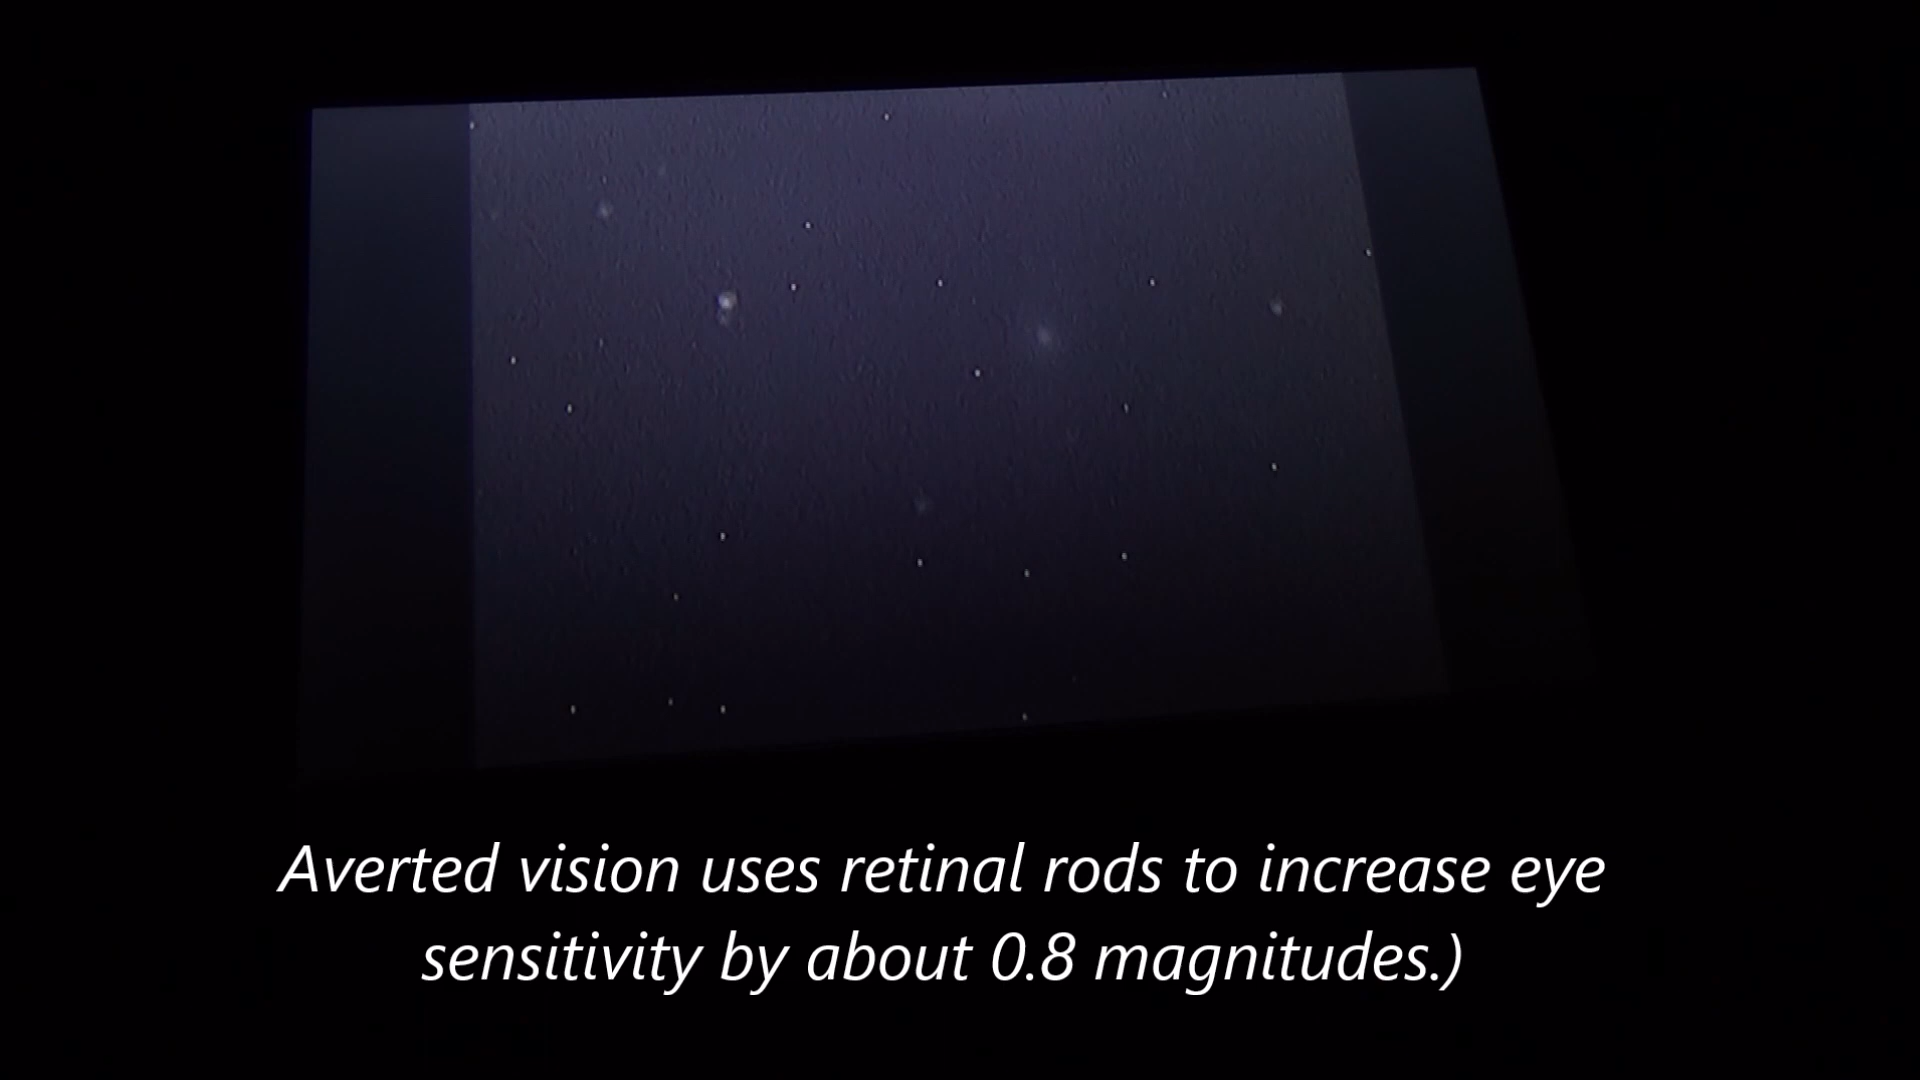 Averted vision uses retinal rods to increase eye
sensitivity by about 0.8 magnitudes.)